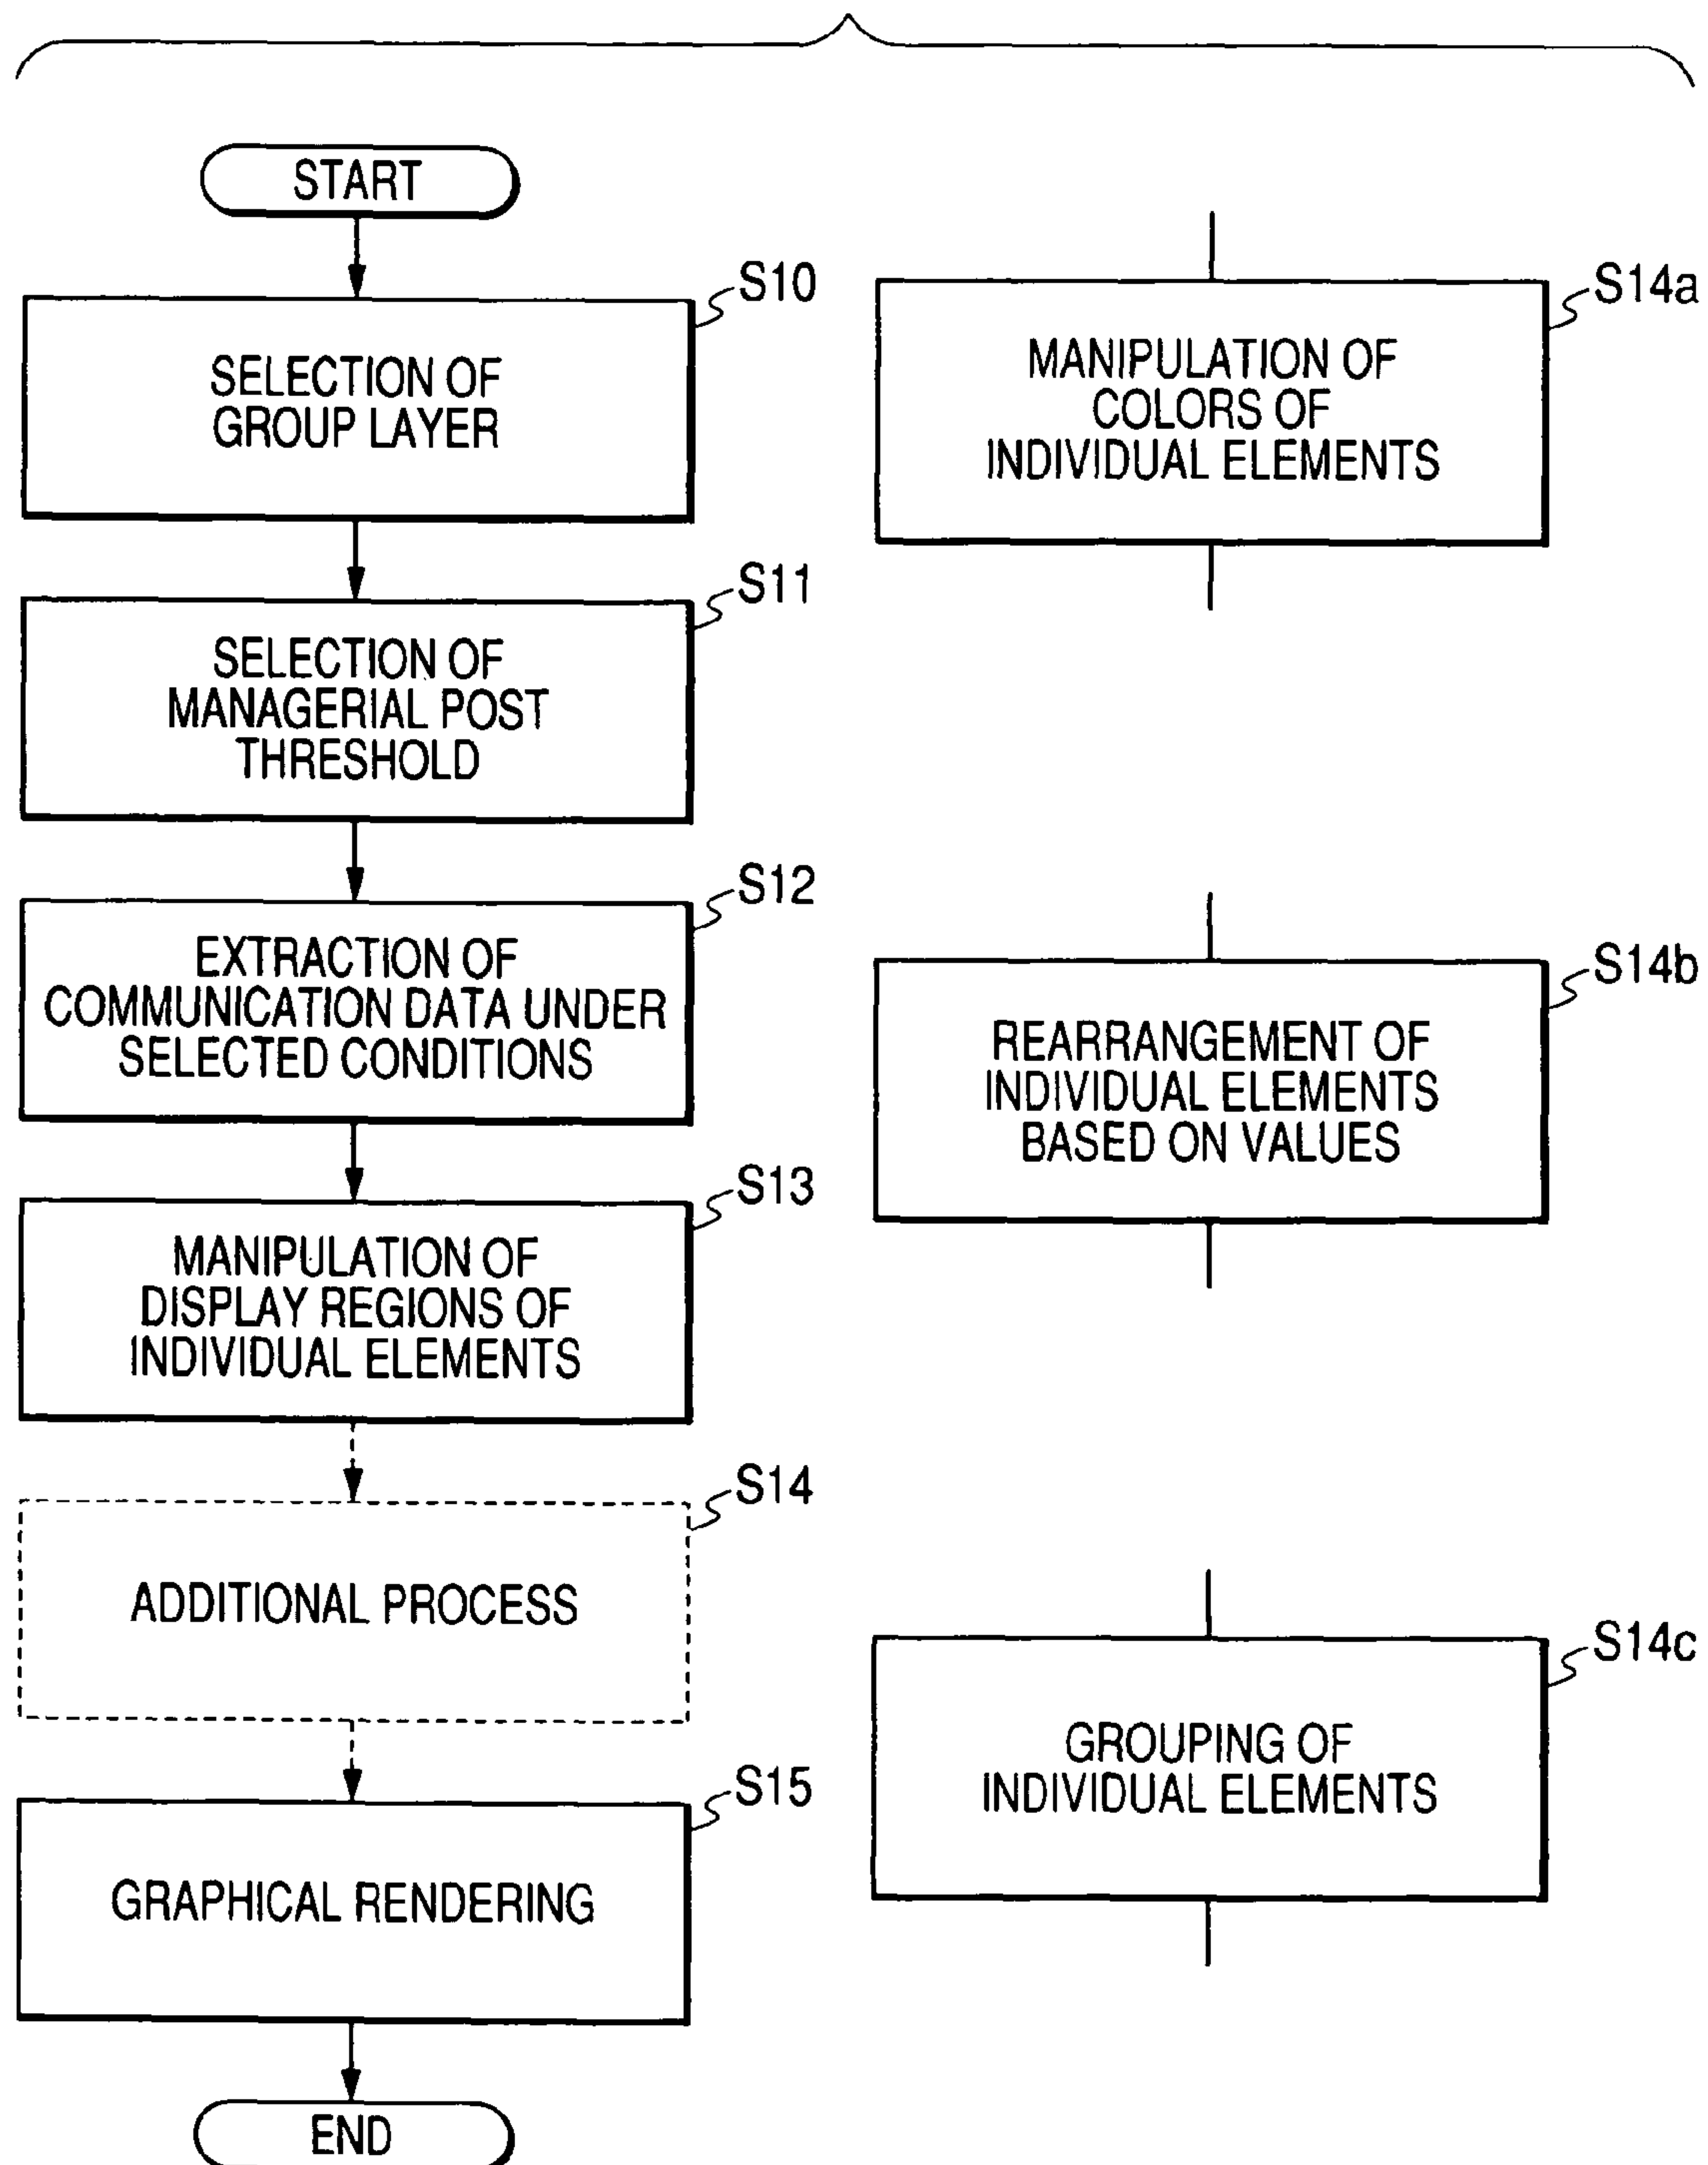 START
S10
SELECTION OF
GROUP LAYER
S11
SELECTION OF
MANAGERIAL POST
THRESHOLD
S12
EXTRACTION OF
COMMUNICATION DATA UNDER
SELECTED CONDITIONS
S13
MANIPULATION OF
DISPLAY REGIONS OF
INDIVIDUAL ELEMENTS
S14
ADDITIONAL PROCESS
S15
GRAPHICAL RENDERING
END
S14a
MANIPULATION OF
COLORS OF
INDIVIDUAL ELEMENTS
S14b
REARRANGEMENT OF
INDIVIDUAL ELEMENTS
BASED ON VALUES
S14c
GROUPING OF
INDIVIDUAL ELEMENTS